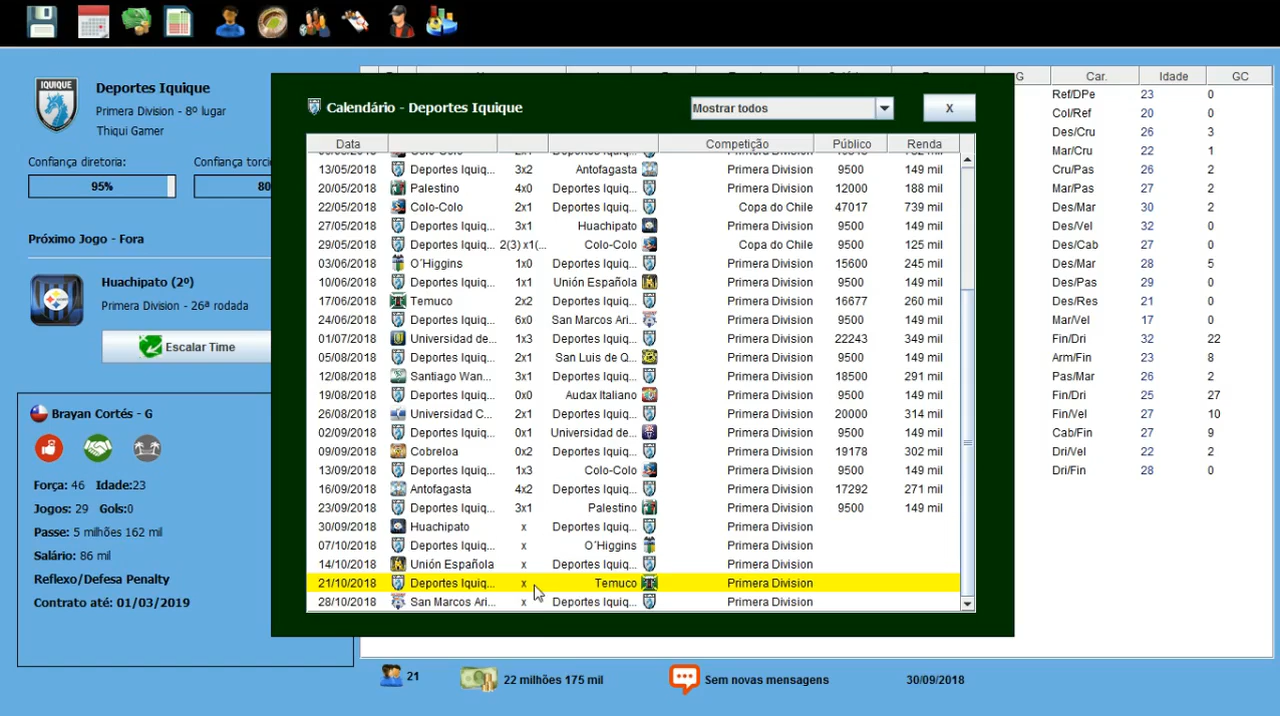 IQUIQUE
Deportes Iquique
Primera Division - 8º lugar
Thiqui Gamer
Confiança diretoria:
Confiança torci
95%
80
Próximo Jogo - Fora
Huachipato (2º)
Primera Division - 26ª rodada
Escalar Time
Brayan Cortés - G
Força: 46 Idade:23
Jogos: 29 Gols:0
Passe: 5 milhões 162 mil
Salário: 86 mil
Reflexo/Defesa Penalty
Contrato até: 01/03/2019
Calendário - Deportes Iquique
Mostrar todos
X
Data Competição Público Renda
13/05/2018 Deportes Iquiq... 3x2 Antofagasta Primera Division 9500 149 mil
20/05/2018 Palestino 4x0 Deportes Iquiq... Primera Division 12000 188 mil
22/05/2018 Colo-Colo 2x1 Deportes Iquiq... Copa do Chile 47017 739 mil
27/05/2018 Deportes Iquiq... 3x1 Huachipato Primera Division 9500 149 mil
29/05/2018 Deportes Iquiq... 2(3) x1(... Colo-Colo Copa do Chile 9500 125 mil
03/06/2018 O´Higgins 1x0 Deportes Iquiq... Primera Division 15600 245 mil
10/06/2018 Deportes Iquiq... 1x0 Unión Española Primera Division 9500 149 mil
17/06/2018 Temuco 2x2 Deportes Iquiq... Primera Division 16677 260 mil
24/06/2018 Deportes Iquiq... 6x0 San Marcos Ari... Primera Division 9500 149 mil
01/07/2018 Universidad de... 1x3 Deportes Iquiq... Primera Division 22243 349 mil
05/08/2018 Deportes Iquiq... 2x1 San Luis de Q... Primera Division 9500 149 mil
12/08/2018 Santiago Wan... 3x1 Deportes Iquiq... Primera Division 18500 291 mil
19/08/2018 Deportes Iquiq... 0x0 Audax Italiano Primera Division 9500 149 mil
26/08/2018 Universidad C... 2x1 Deportes Iquiq... Primera Division 20000 314 mil
02/09/2018 Deportes Iquiq... 0x1 Universidad de... Primera Division 9500 149 mil
09/09/2018 Cobreloa 0x2 Deportes Iquiq... Primera Division 19178 302 mil
13/09/2018 Deportes Iquiq... 1x3 Colo-Colo Primera Division 9500 149 mil
16/09/2018 Antofagasta 4x2 Deportes Iquiq... Primera Division 17292 271 mil
23/09/2018 Deportes Iquiq... 3x1 Palestino Primera Division 9500 149 mil
30/09/2018 Huachipato x Deportes Iquiq... Primera Division
07/10/2018 Deportes Iquiq... x O´Higgins Primera Division
14/10/2018 Unión Española x Deportes Iquiq... Primera Division
21/10/2018 Deportes Iquiq... x Temuco Primera Division
28/10/2018 San Marcos Ari... x Deportes Iquiq... Primera Division
G Car. Idade GC
Ref/DPe 23 0
Col/Ref 20 0
Des/Cru 26 3
Mar/Cru 22 1
Cru/Pas 26 2
Mar/Pas 27 2
Des/Mar 30 2
Des/Vel 32 0
Des/Cab 27 0
Des/Mar 28 5
Des/Pas 29 2
Des/Res 21 0
Mar/Vel 17 0
Fin/Dri 32 22
Arm/Fin 23 8
Pas/Mar 26 2
Fin/Dri 25 27
Fin/Vel 27 10
Cab/Fin 27 9
Dri/Vel 22 2
Dri/Fin 28 0
21
22 milhões 175 mil
Sem novas mensagens
30/09/2018